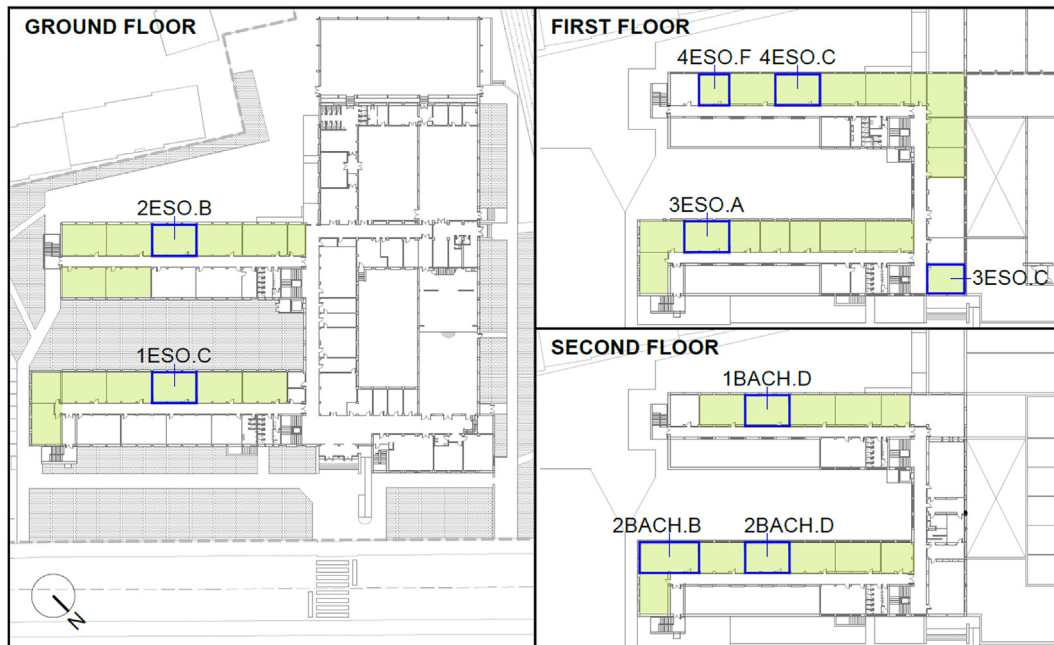 GROUND FLOOR
2ESO.B
1ESO.C
N
FIRST FLOOR
4ESO.F 4ESO.C
3ESO.A
3ESO.C
SECOND FLOOR
1BACH.D
2BACH.B 2BACH.D